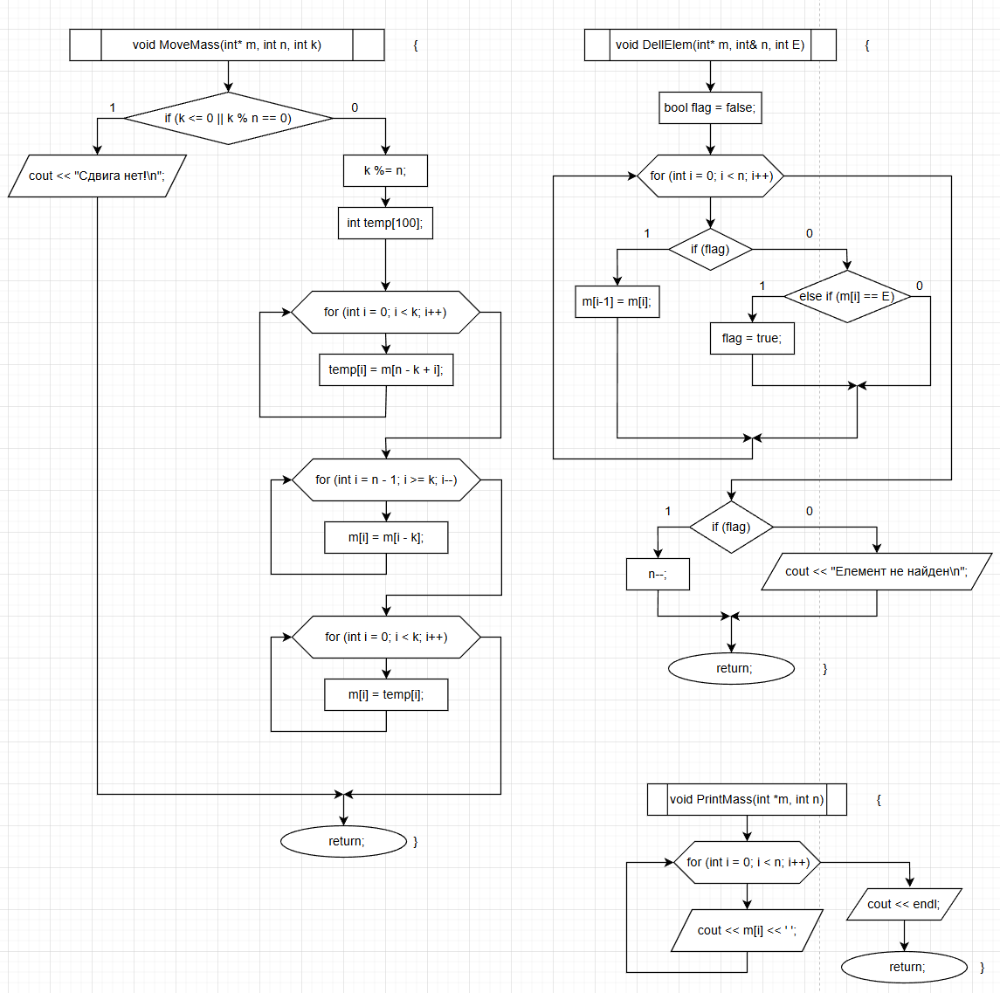 void MoveMass(int* m, int n, int k)
{
if (k <= 0 || k % n == 0)
1
0
cout << "Сдвига нет!\n";
k %= n;
int temp[100];
for (int i = 0; i < k; i++)
temp[i] = m[n - k + i];
for (int i = n - 1; i >= k; i--)
m[i] = m[i - k];
for (int i = 0; i < k; i++)
m[i] = temp[i];
return;
}
void DellElem(int* m, int& n, int E)
{
bool flag = false;
for (int i = 0; i < n; i++)
1
0
if (flag)
m[i-1] = m[i];
1
0
else if (m[i] == E)
flag = true;
1
0
if (flag)
n--;
cout << "Елемент не найден\n";
return;
}
void PrintMass(int *m, int n)
{
for (int i = 0; i < n; i++)
cout << m[i] << ' ';
cout << endl;
return;
}